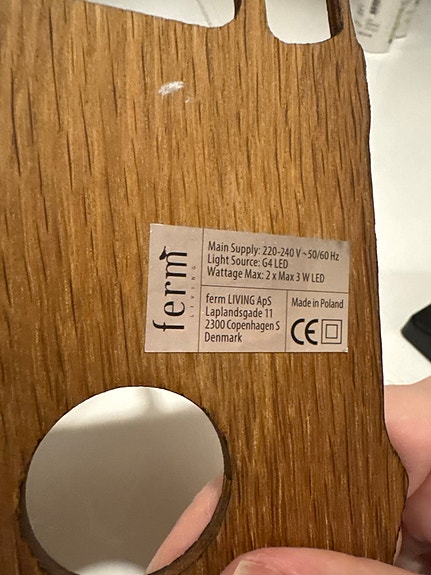 ferm
LIVING
Main Supply: 220-240 V ~50/60 Hz
Light Source: G4 LED
Wattage Max: 2 x Max 3 W LED
ferm LIVING ApS
Laplandsgade 11
2300 Copenhagen S
Denmark
Made in Poland
CE